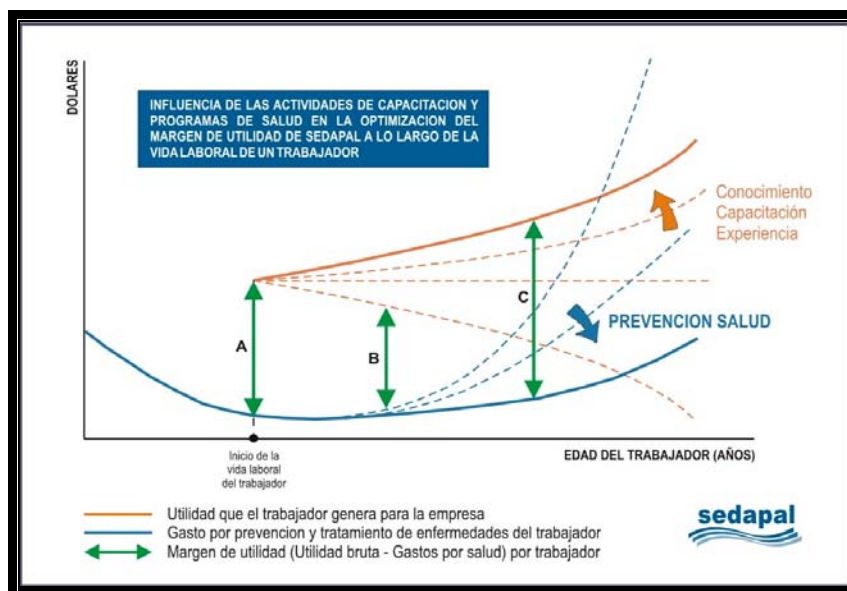 DOLARES
INFLUENCIA DE LAS ACTIVIDADES DE CAPACITACION Y
PROGRAMAS DE SALUD EN LA OPTIMIZACION DEL
MARGEN DE UTILIDAD DE SEDAPAL A LO LARGO DE LA
VIDA LABORAL DE UN TRABAJADOR
Conocimiento
Capacitación
Experiencia
A
B
C
PREVENCION SALUD
Inicio de la
vida laboral
del trabajador
EDAD DEL TRABAJADOR (AÑOS)
Utilidad que el trabajador genera para la empresa
Gasto por prevencion y tratamiento de enfermedades del trabajador
Margen de utilidad (Utilidad bruta - Gastos por salud) por trabajador
sedapal